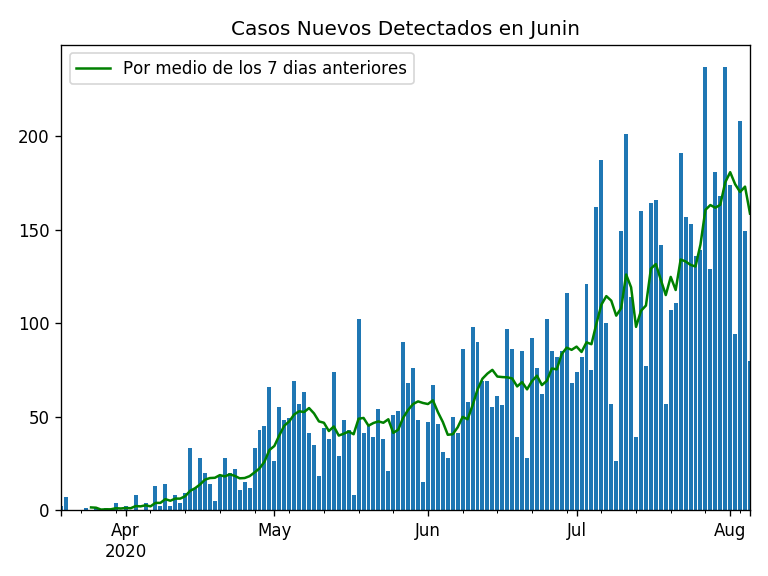 Casos Nuevos Detectados en Junin
Por medio de los 7 dias anteriores
200
150
100
50
0
Apr
2020
May
Jun
Jul
Aug